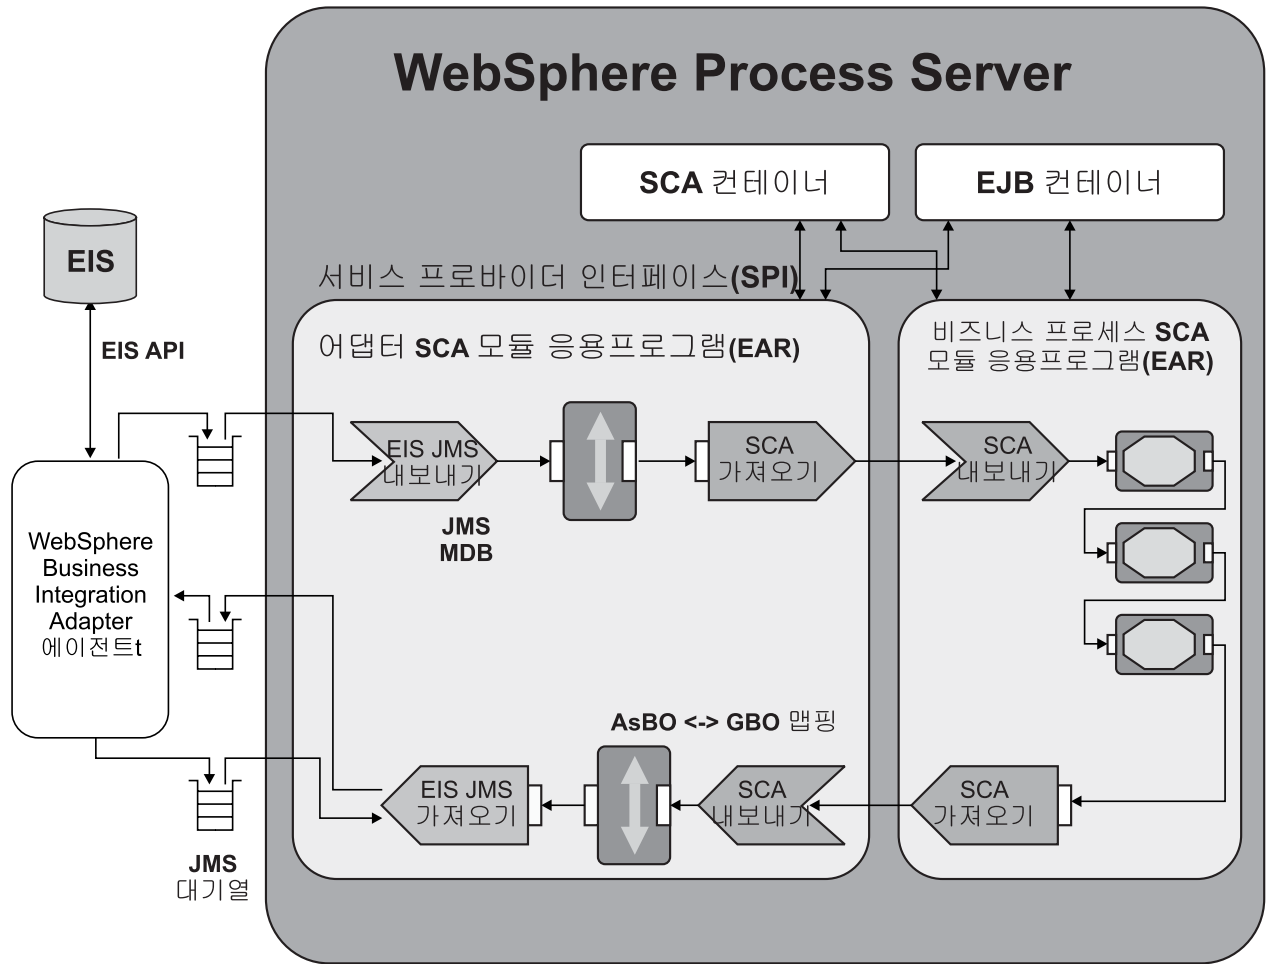 WebSphere Process Server
SCA 컨테이너
EJB 컨테이너
EIS
서비스 프로바이더 인터페이스(SPI)
EIS API
어댑터 SCA 모듈 응용프로그램(EAR)
비즈니스 프로세스 SCA
모듈 응용프로그램(EAR)
EIS JMS
내보내기
SCA
가져오기
SCA
내보내기
JMS
MDB
WebSphere
Business
Integration
Adapter
에이전트t
AsBO <-> GBO 맵핑
EIS JMS
가져오기
SCA
내보내기
SCA
가져오기
JMS
대기열